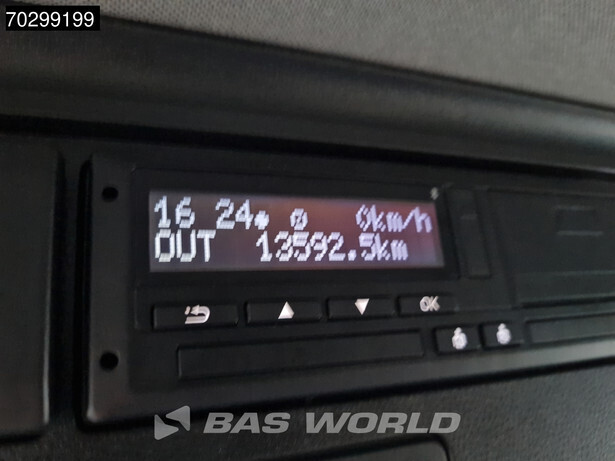 70299199
16 24 0km/h
OUT 13592.5km
OK
BAS WORLD